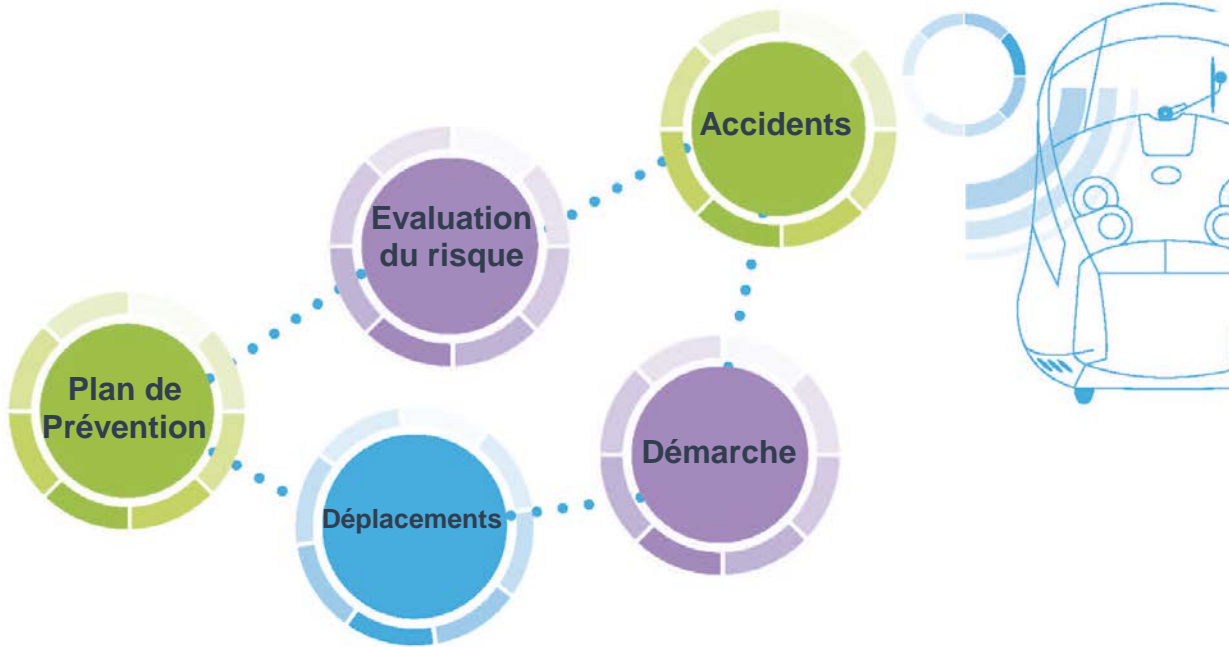 Accidents
Evaluation
du risque
Plan de
Prévention
Démarche
Déplacements